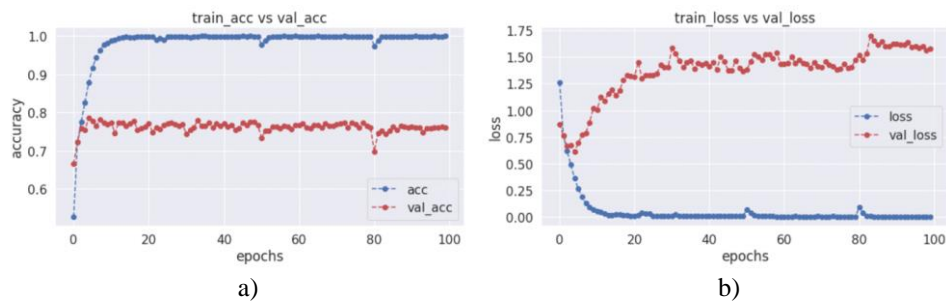 train_acc vs val_acc
1.0
0.9
0.8
0.7
0.6
accuracy
acc
val_acc
0 20 40 60 80 100
epochs
a)
train_loss vs val_loss
1.75
1.50
1.25
1.00
0.75
0.50
0.25
0.00
loss
loss
val_loss
0 20 40 60 80 100
epochs
b)